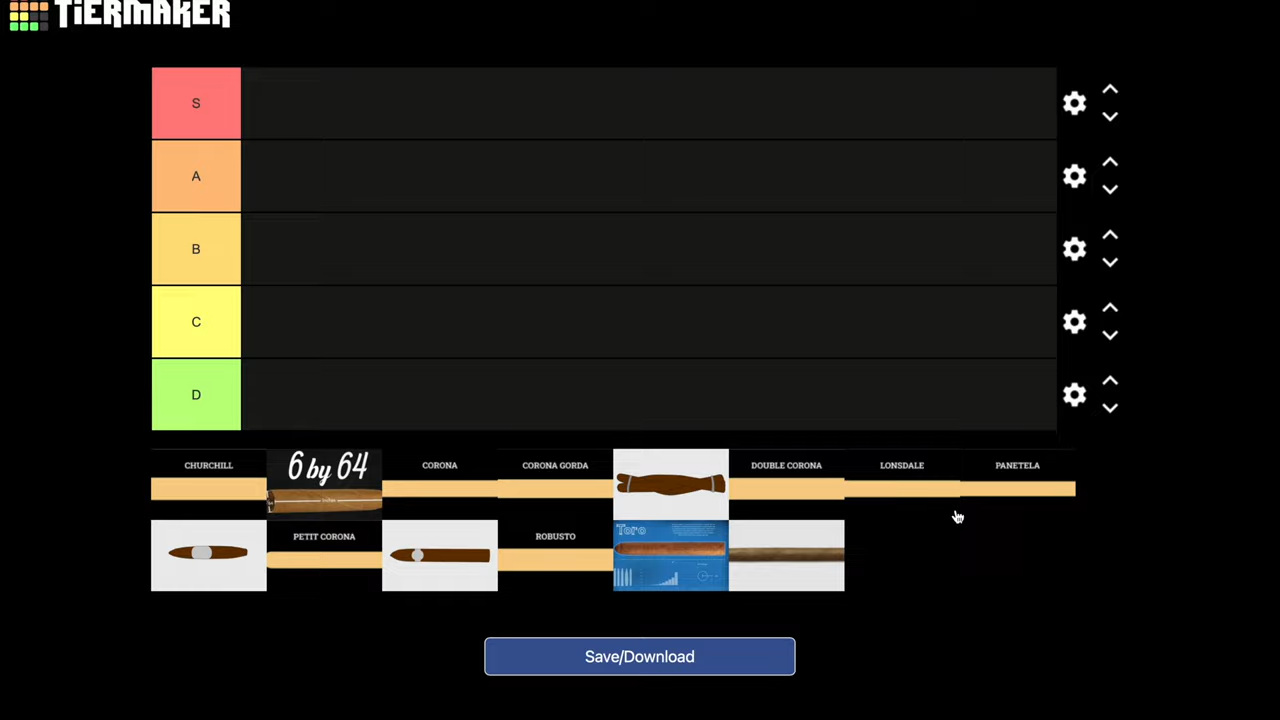 TiERMAKER
S
A
B
C
D
CHURCHILL
6 by 64
CORONA
CORONA GORDA
DOUBLE CORONA
LONSDALE
PANETELA
PETIT CORONA
ROBUSTO
Toro
Save/Download